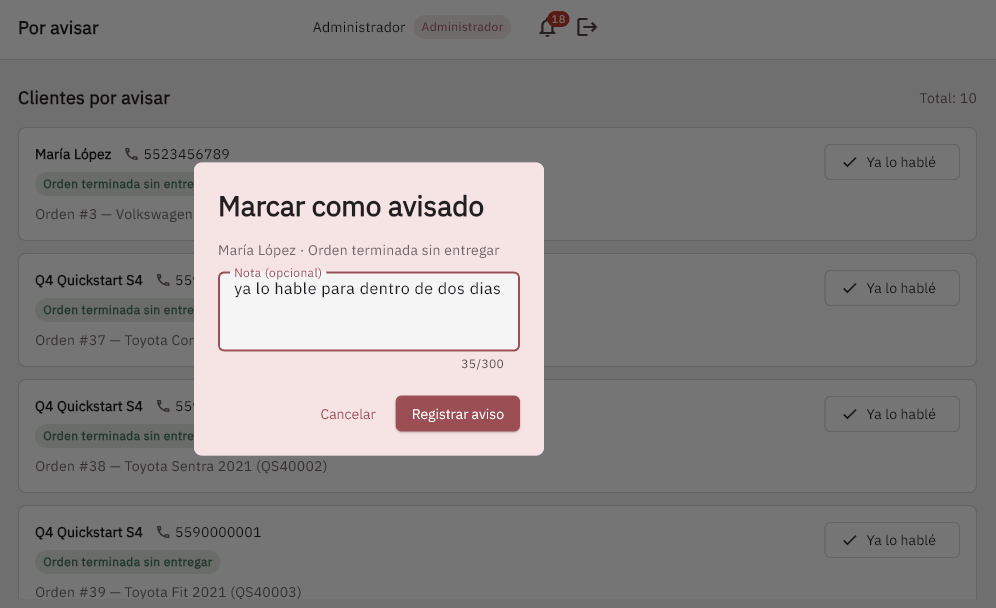 Por avisar
Administrador Administrador 18
Clientes por avisar
Total: 10
María López 5523456789
Ya lo hablé
Orden terminada sin entre
Orden #3 — Volkswagen
Q4 Quickstart S4 55
Ya lo hablé
Orden terminada sin entre
Orden #37 — Toyota Cor
Q4 Quickstart S4 55
Ya lo hablé
Orden terminada sin entre
Orden #38 — Toyota Sentra 2021 (QS40002)
Q4 Quickstart S4 5590000001
Ya lo hablé
Orden terminada sin entregar
Orden #39 — Toyota Fit 2021 (QS40003)
Marcar como avisado
María López · Orden terminada sin entregar
Nota (opcional)
ya lo hable para dentro de dos dias
35/300
Cancelar
Registrar aviso